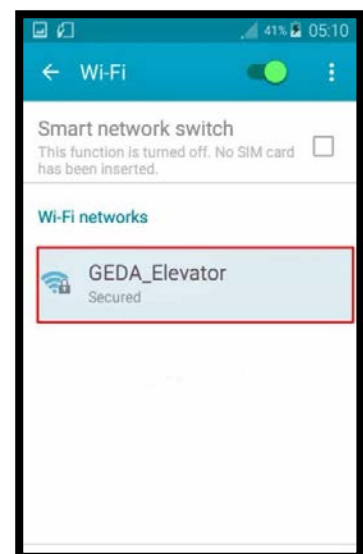 41% 05:10
Wi-Fi
Smart network switch
This function is turned off. No SIM card
has been inserted.
Wi-Fi networks
GEDA_Elevator
Secured